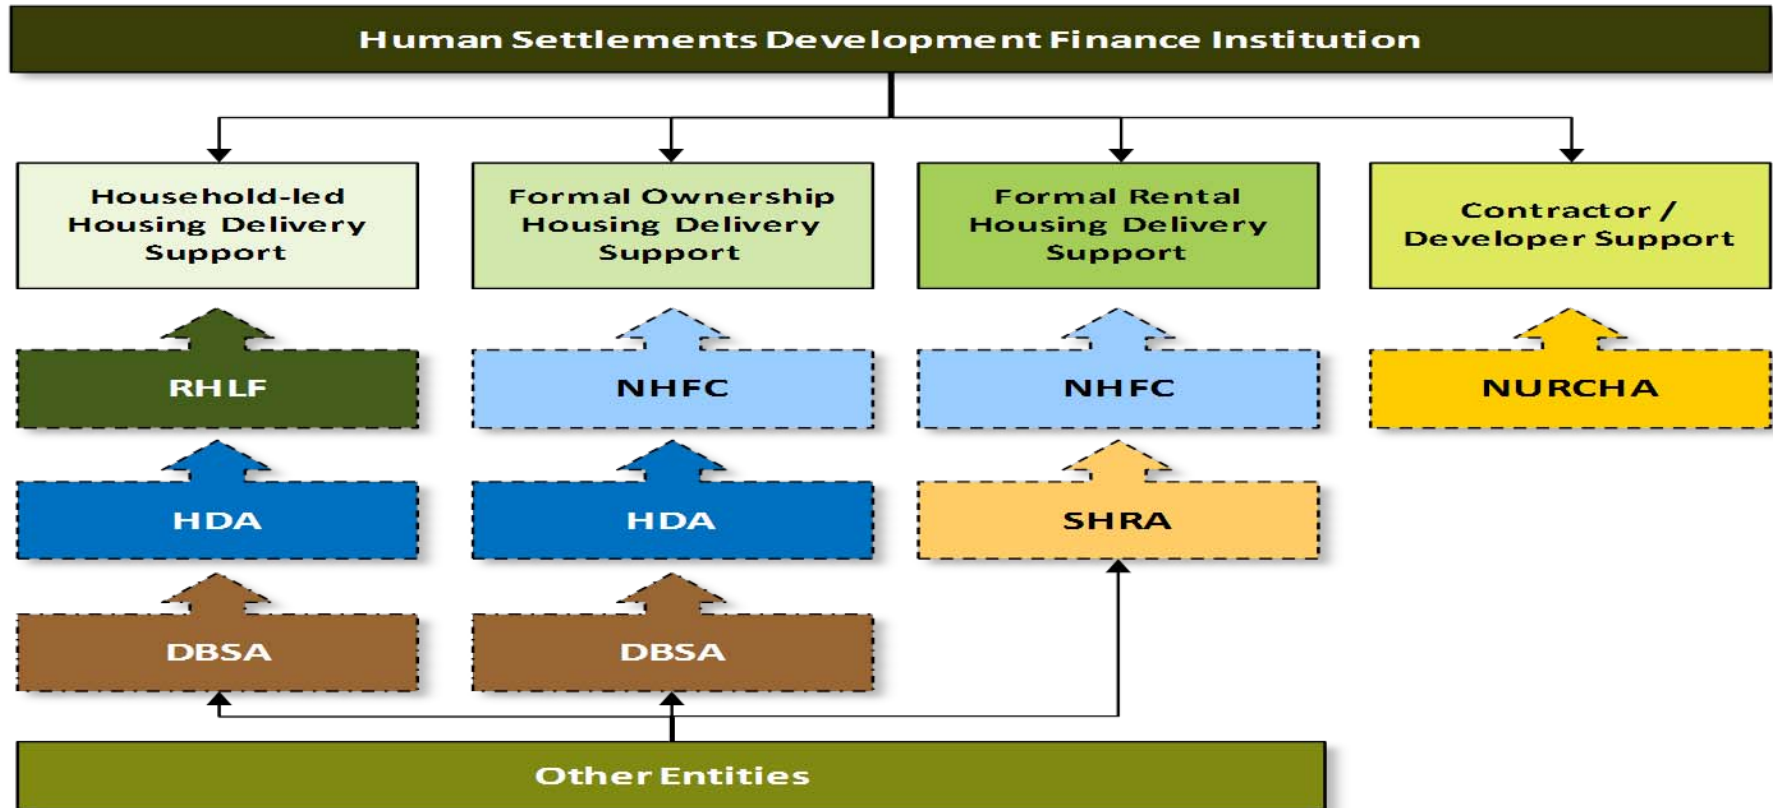 Human Settlements Development Finance Institution
Household-led
Housing Delivery
Support
Formal Ownership
Housing Delivery
Support
Formal Rental
Housing Delivery
Support
Contractor /
Developer Support
RHLF
NHFC
NHFC
NURCHA
HDA
HDA
SHRA
DBSA
DBSA
Other Entities